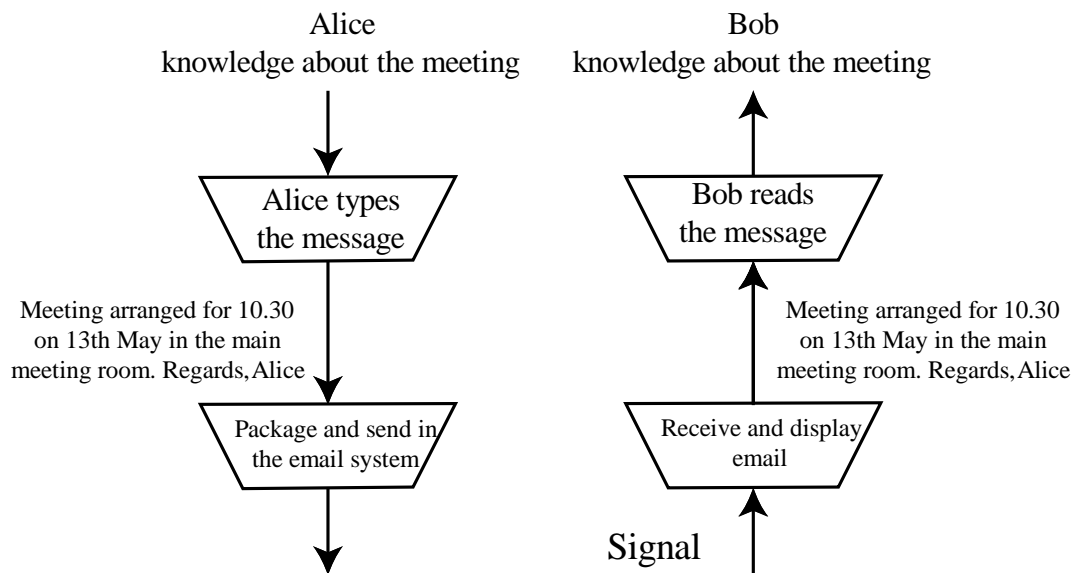 Alice
knowledge about the meeting
Alice types
the message
Meeting arranged for 10.30
on 13th May in the main
meeting room. Regards, Alice
Package and send in
the email system
Bob
knowledge about the meeting
Bob reads
the message
Meeting arranged for 10.30
on 13th May in the main
meeting room. Regards, Alice
Receive and display
email
Signal